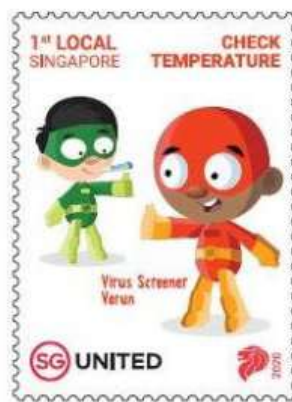 1st LOCAL
SINGAPORE
CHECK
TEMPERATURE
Virus Screener
Varun
SG UNITED
2020